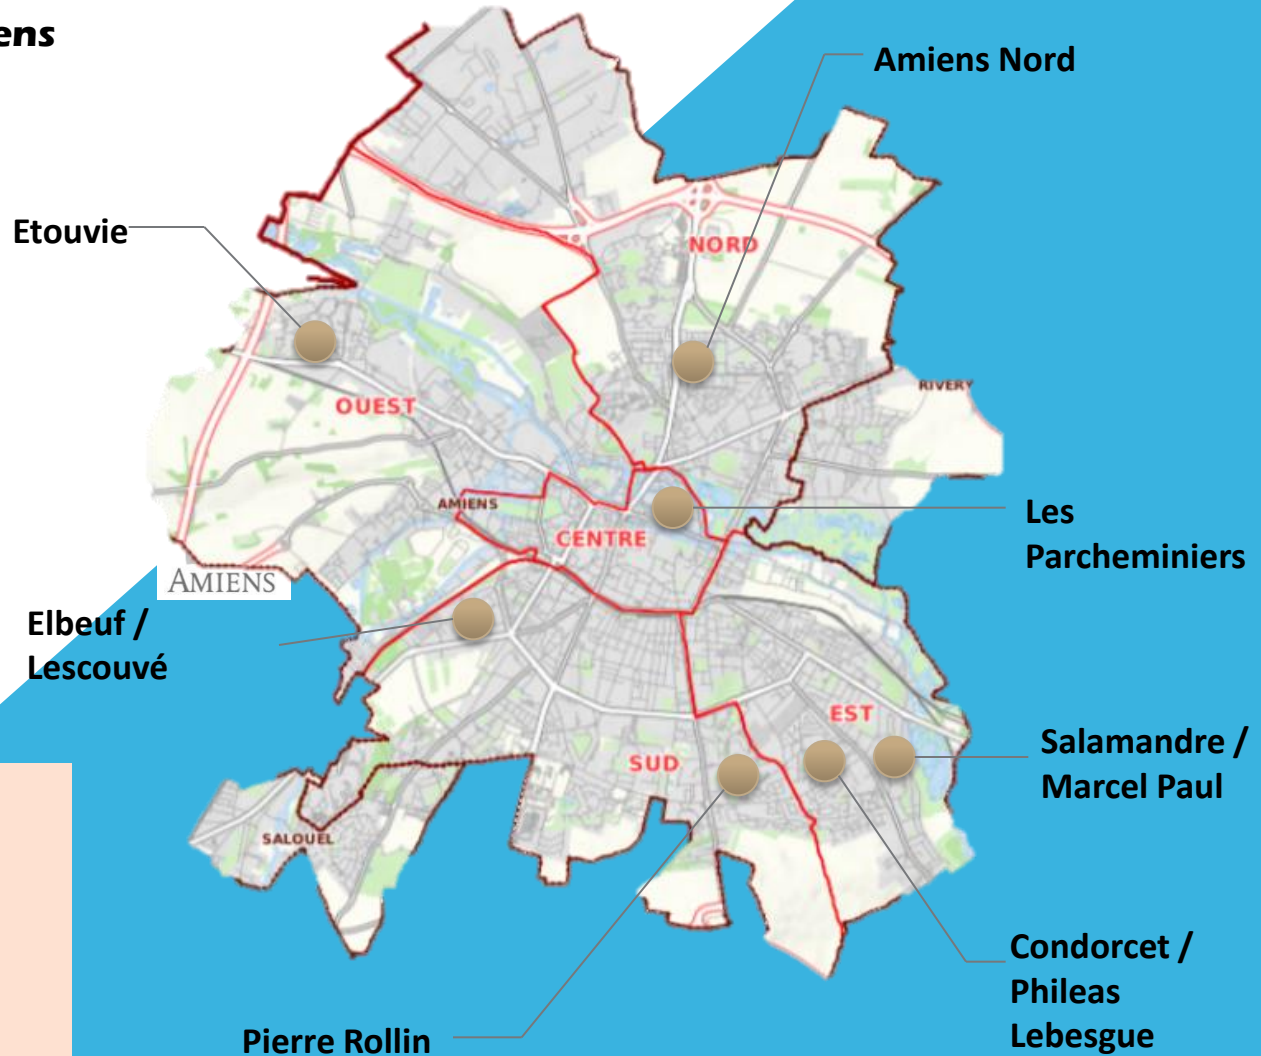 ens
Amiens Nord
Etouvie
NORD
RIVERY
OUEST
AMIENS
CENTRE
Les
Parcheminiers
AMIENS
Elbeuf /
Lescouvé
EST
SUD
Salamandre /
Marcel Paul
SALOUEL
Condorcet /
Phileas
Lebesgue
Pierre Rollin